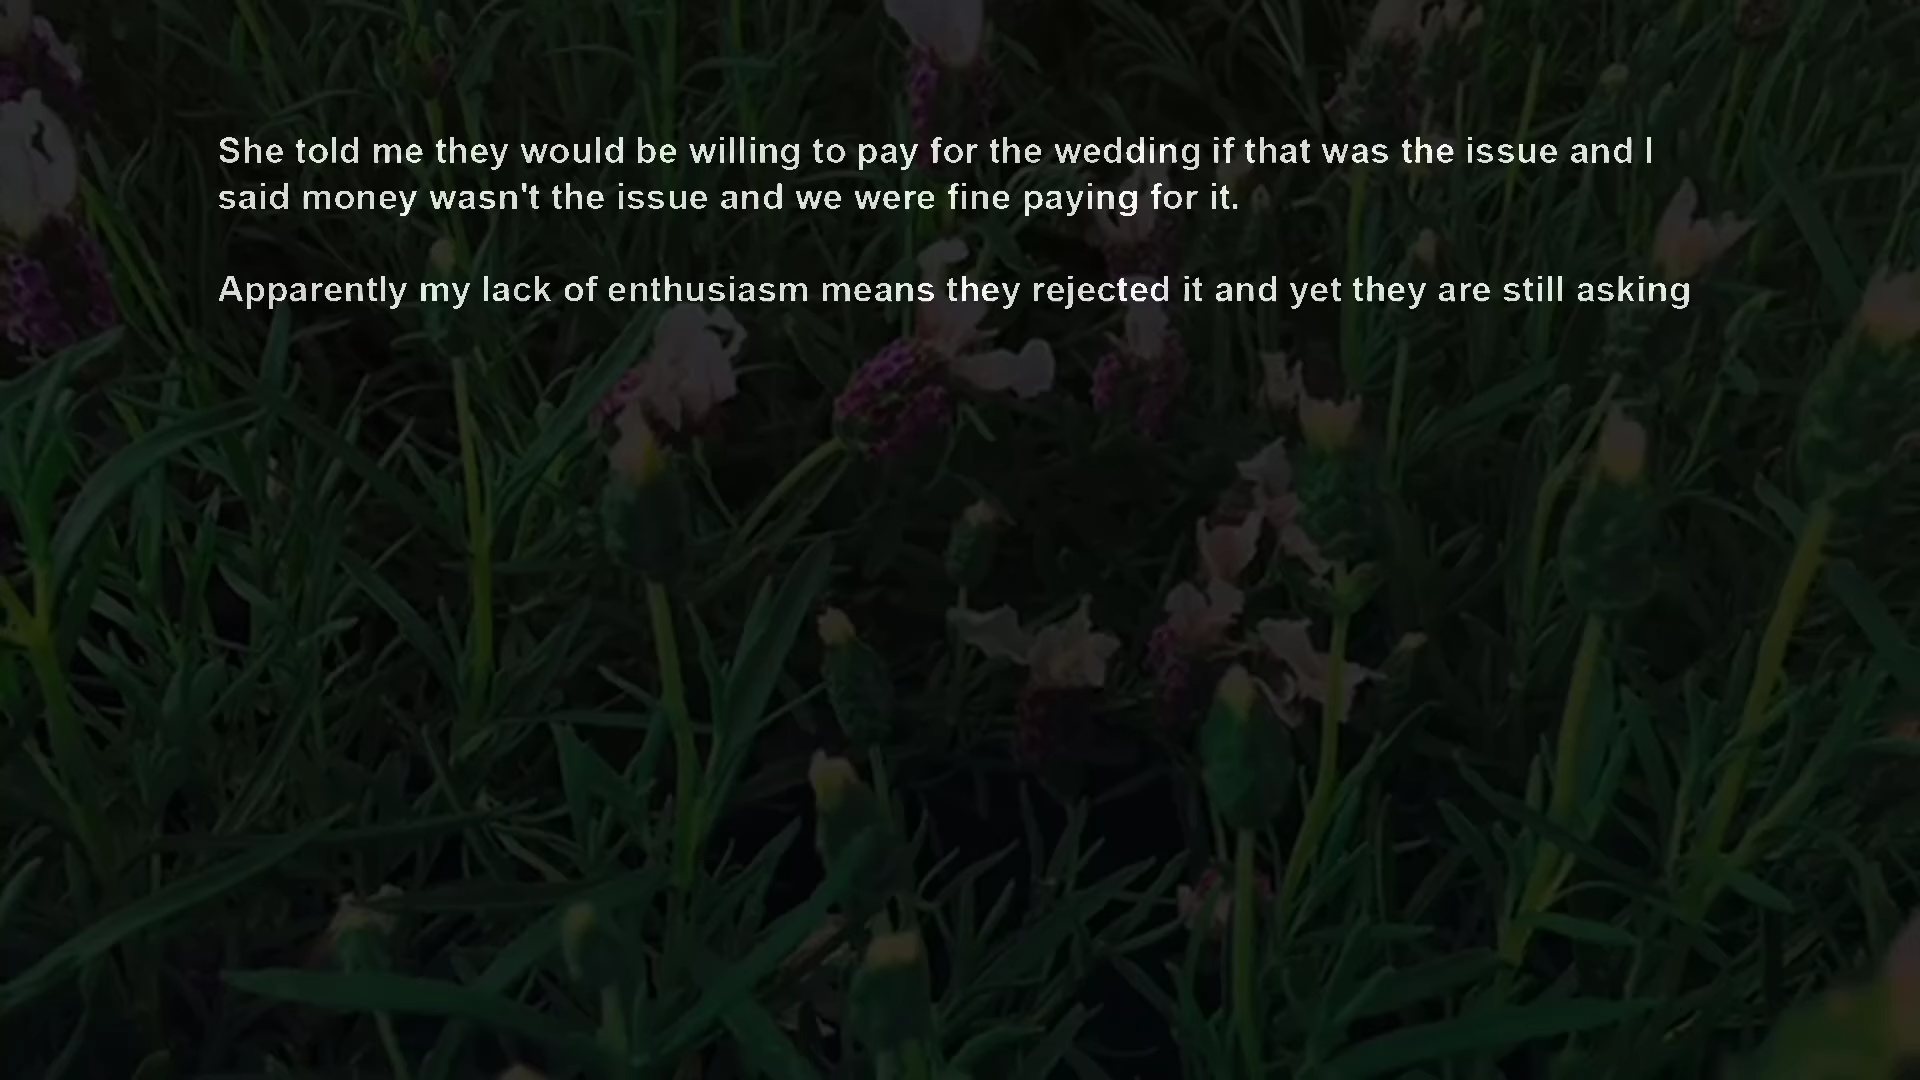 She told me they would be willing to pay for the wedding if that was the issue and I
said money wasn't the issue and we were fine paying for it.
Apparently my lack of enthusiasm means they rejected it and yet they are still asking